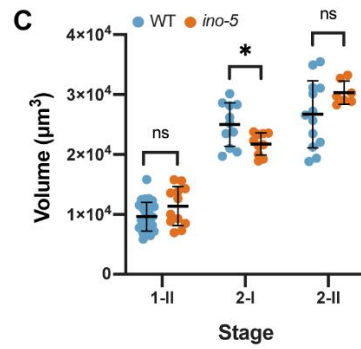 C
WT ino-5
ns
*
ns
Volume (µm³)
4×10⁴
3×10⁴
2×10⁴
1×10⁴
0
1-II 2-I 2-II
Stage